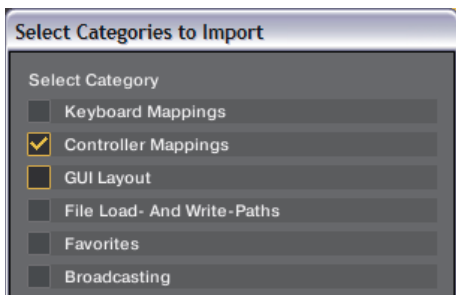 Select Categories to Import
Select Category
Keyboard Mappings
Controller Mappings
GUI Layout
File Load- And Write-Paths
Favorites
Broadcasting